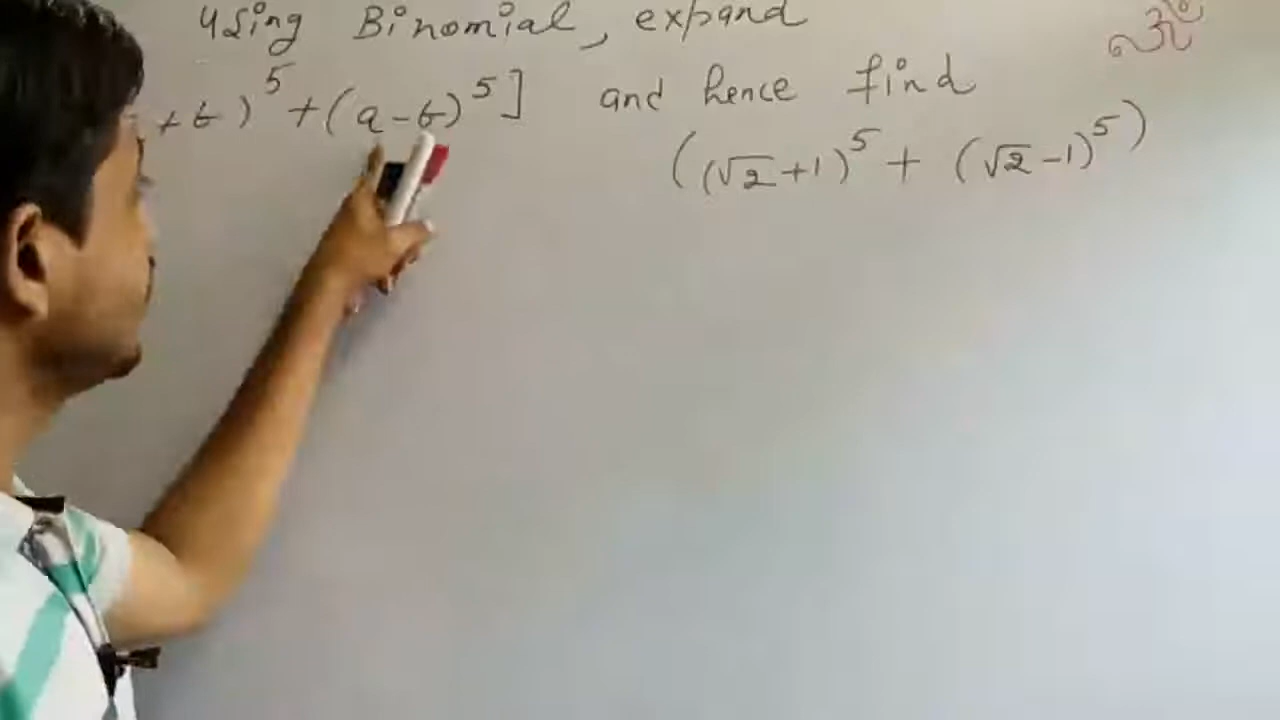 Using Binomial, expand
ॐ
+ b)⁵ + (a - b)⁵] and hence find
((√2 + 1)⁵ + (√2 - 1)⁵)